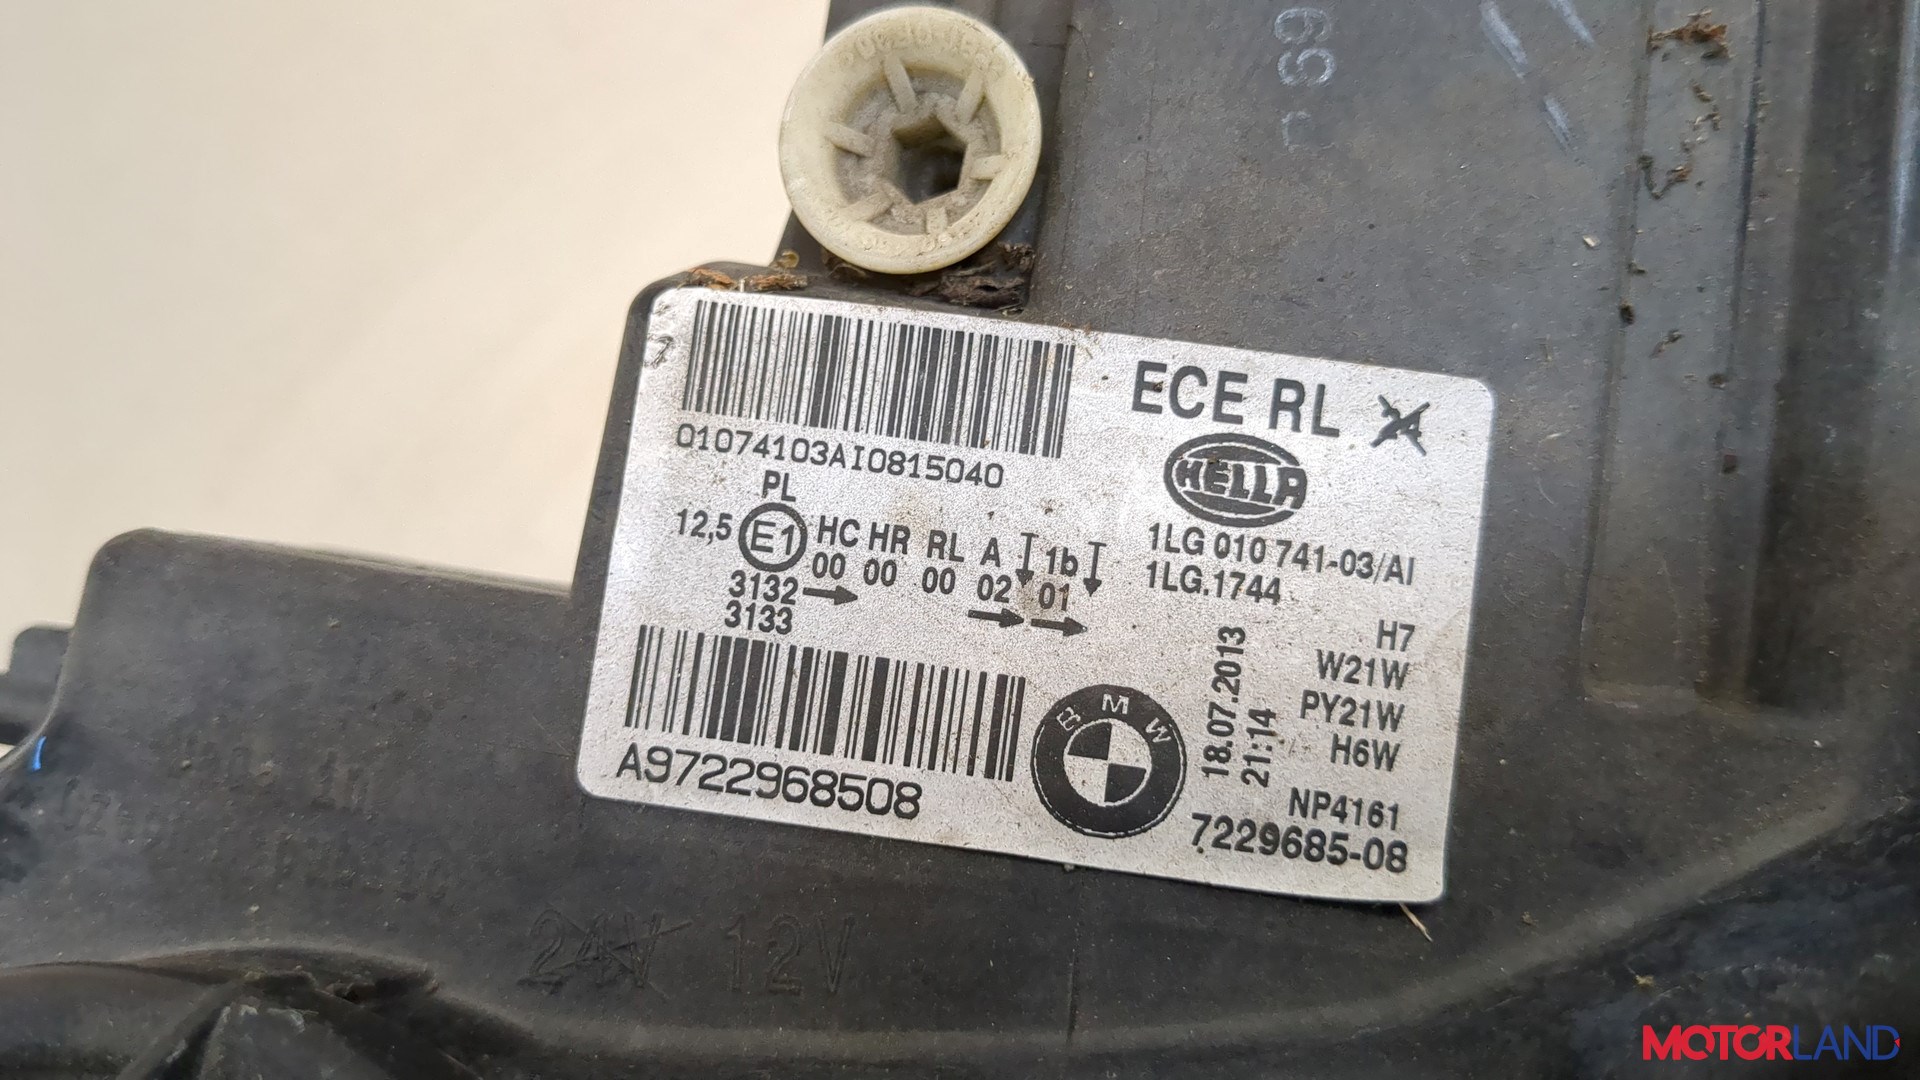 69
01074103AI0815040
ECE RL 24
HELLA
PL
12,5 E1 HC HR RL A 1b
00 00 00 02 01
3132
3133
1LG 010 741-03/AI
1LG.1744
H7
W21W
PY21W
H6W
18.07.2013
21:14
A9722968508
BMW
NP4161
7229685-08
24V 12V
MOTORLAND